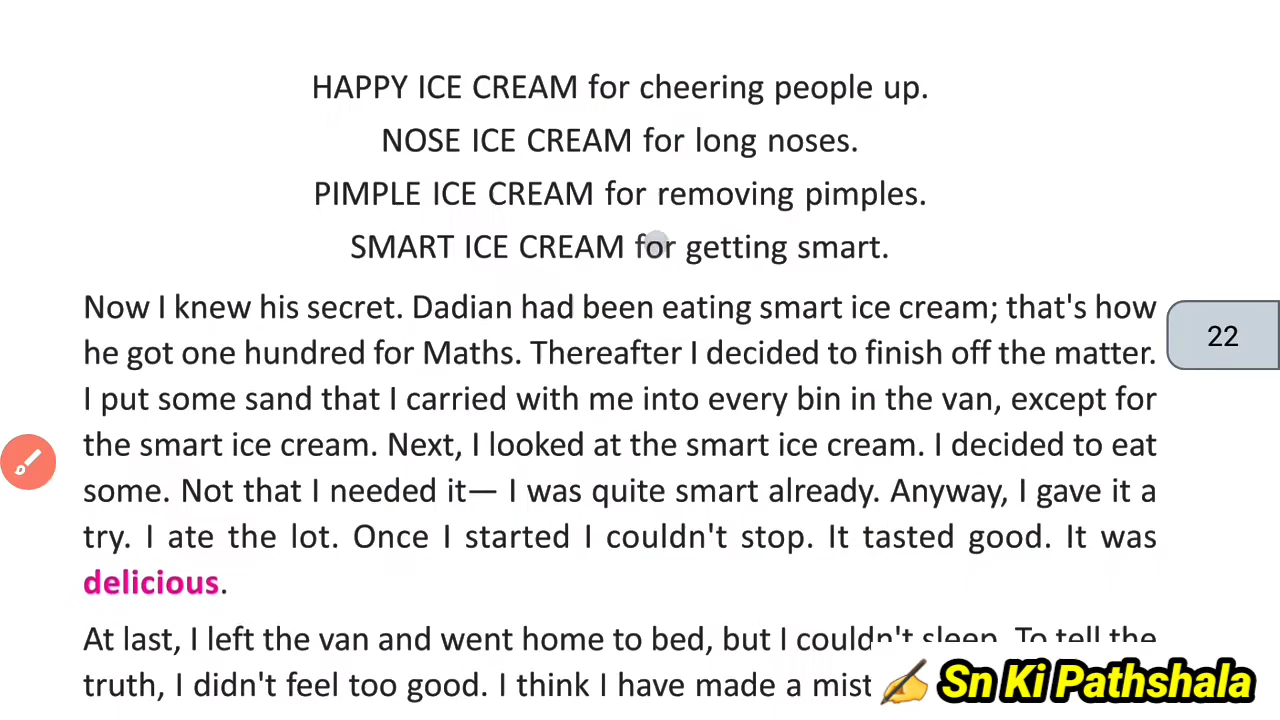 HAPPY ICE CREAM for cheering people up.
NOSE ICE CREAM for long noses.
PIMPLE ICE CREAM for removing pimples.
SMART ICE CREAM for getting smart.
Now I knew his secret. Dadian had been eating smart ice cream; that's how
he got one hundred for Maths. Thereafter I decided to finish off the matter.
I put some sand that I carried with me into every bin in the van, except for
the smart ice cream. Next, I looked at the smart ice cream. I decided to eat
some. Not that I needed it— I was quite smart already. Anyway, I gave it a
try. I ate the lot. Once I started I couldn't stop. It tasted good. It was
delicious.
At last, I left the van and went home to bed, but I couldn't sleep. To tell the
truth, I didn't feel too good. I think I have made a mist
22
Sn Ki Pathshala